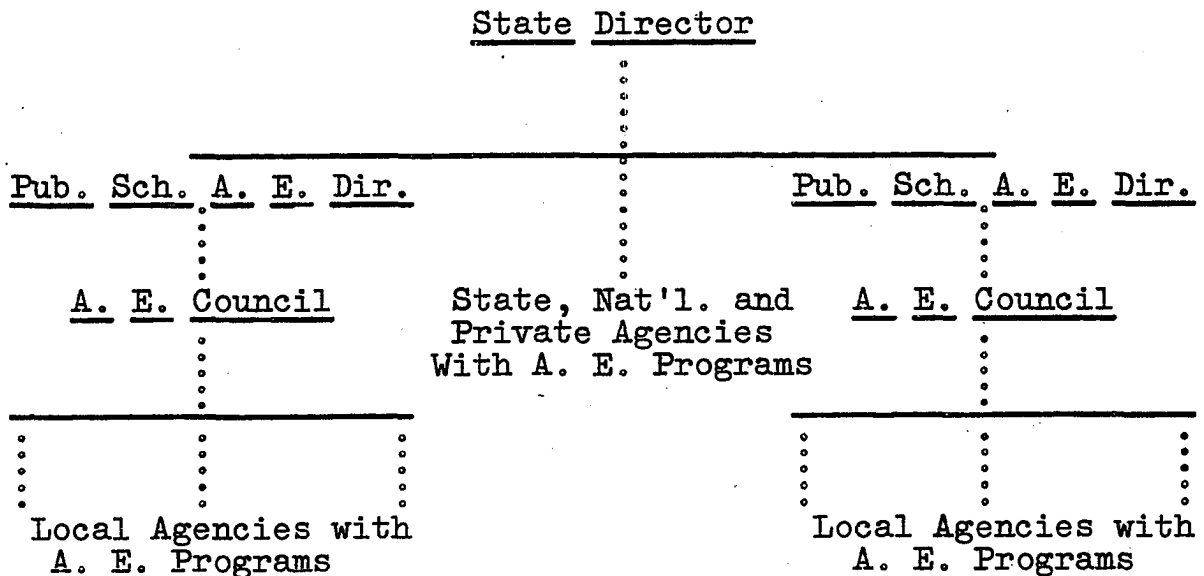 State Director
Pub. Sch. A. E. Dir.
Pub. Sch. A. E. Dir.
A. E. Council
State, Nat'l. and
Private Agencies
With A. E. Programs
A. E. Council
Local Agencies with
A. E. Programs
Local Agencies with
A. E. Programs